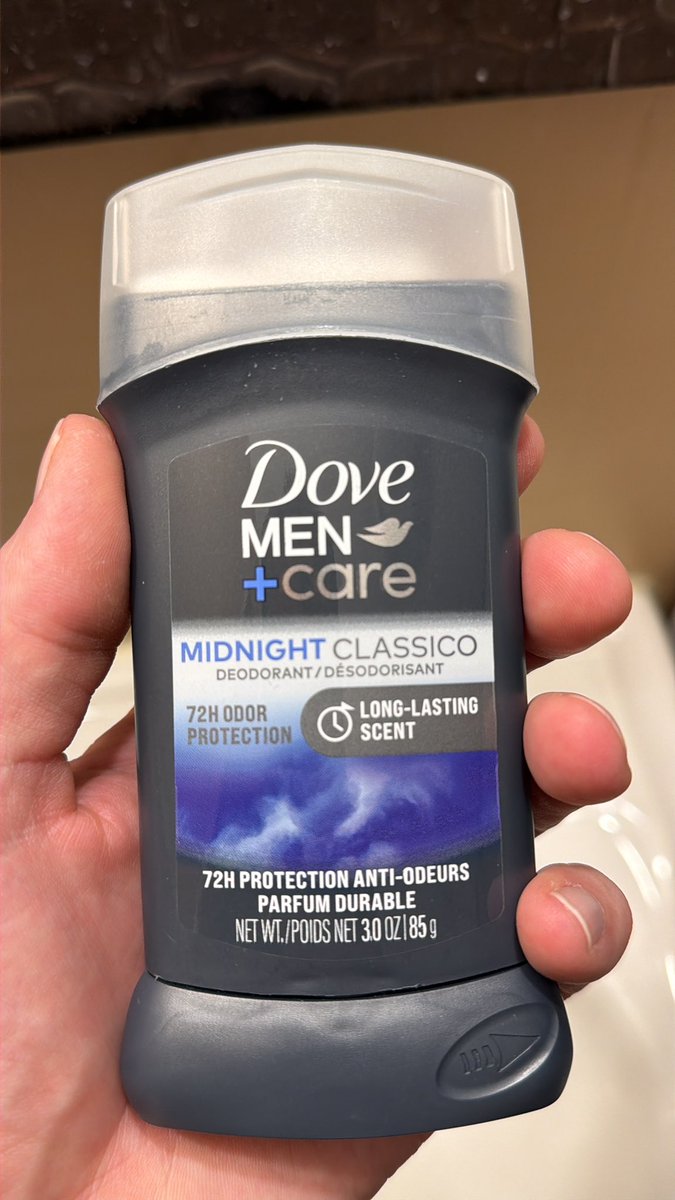 Dove
MEN
+care
MIDNIGHT CLASSICO
DEODORANT/DÉSODORISANT
72H ODOR
PROTECTION
LONG-LASTING
SCENT
72H PROTECTION ANTI-ODEURS
PARFUM DURABLE
NET WT./POIDS NET 3.0 OZ|85 g